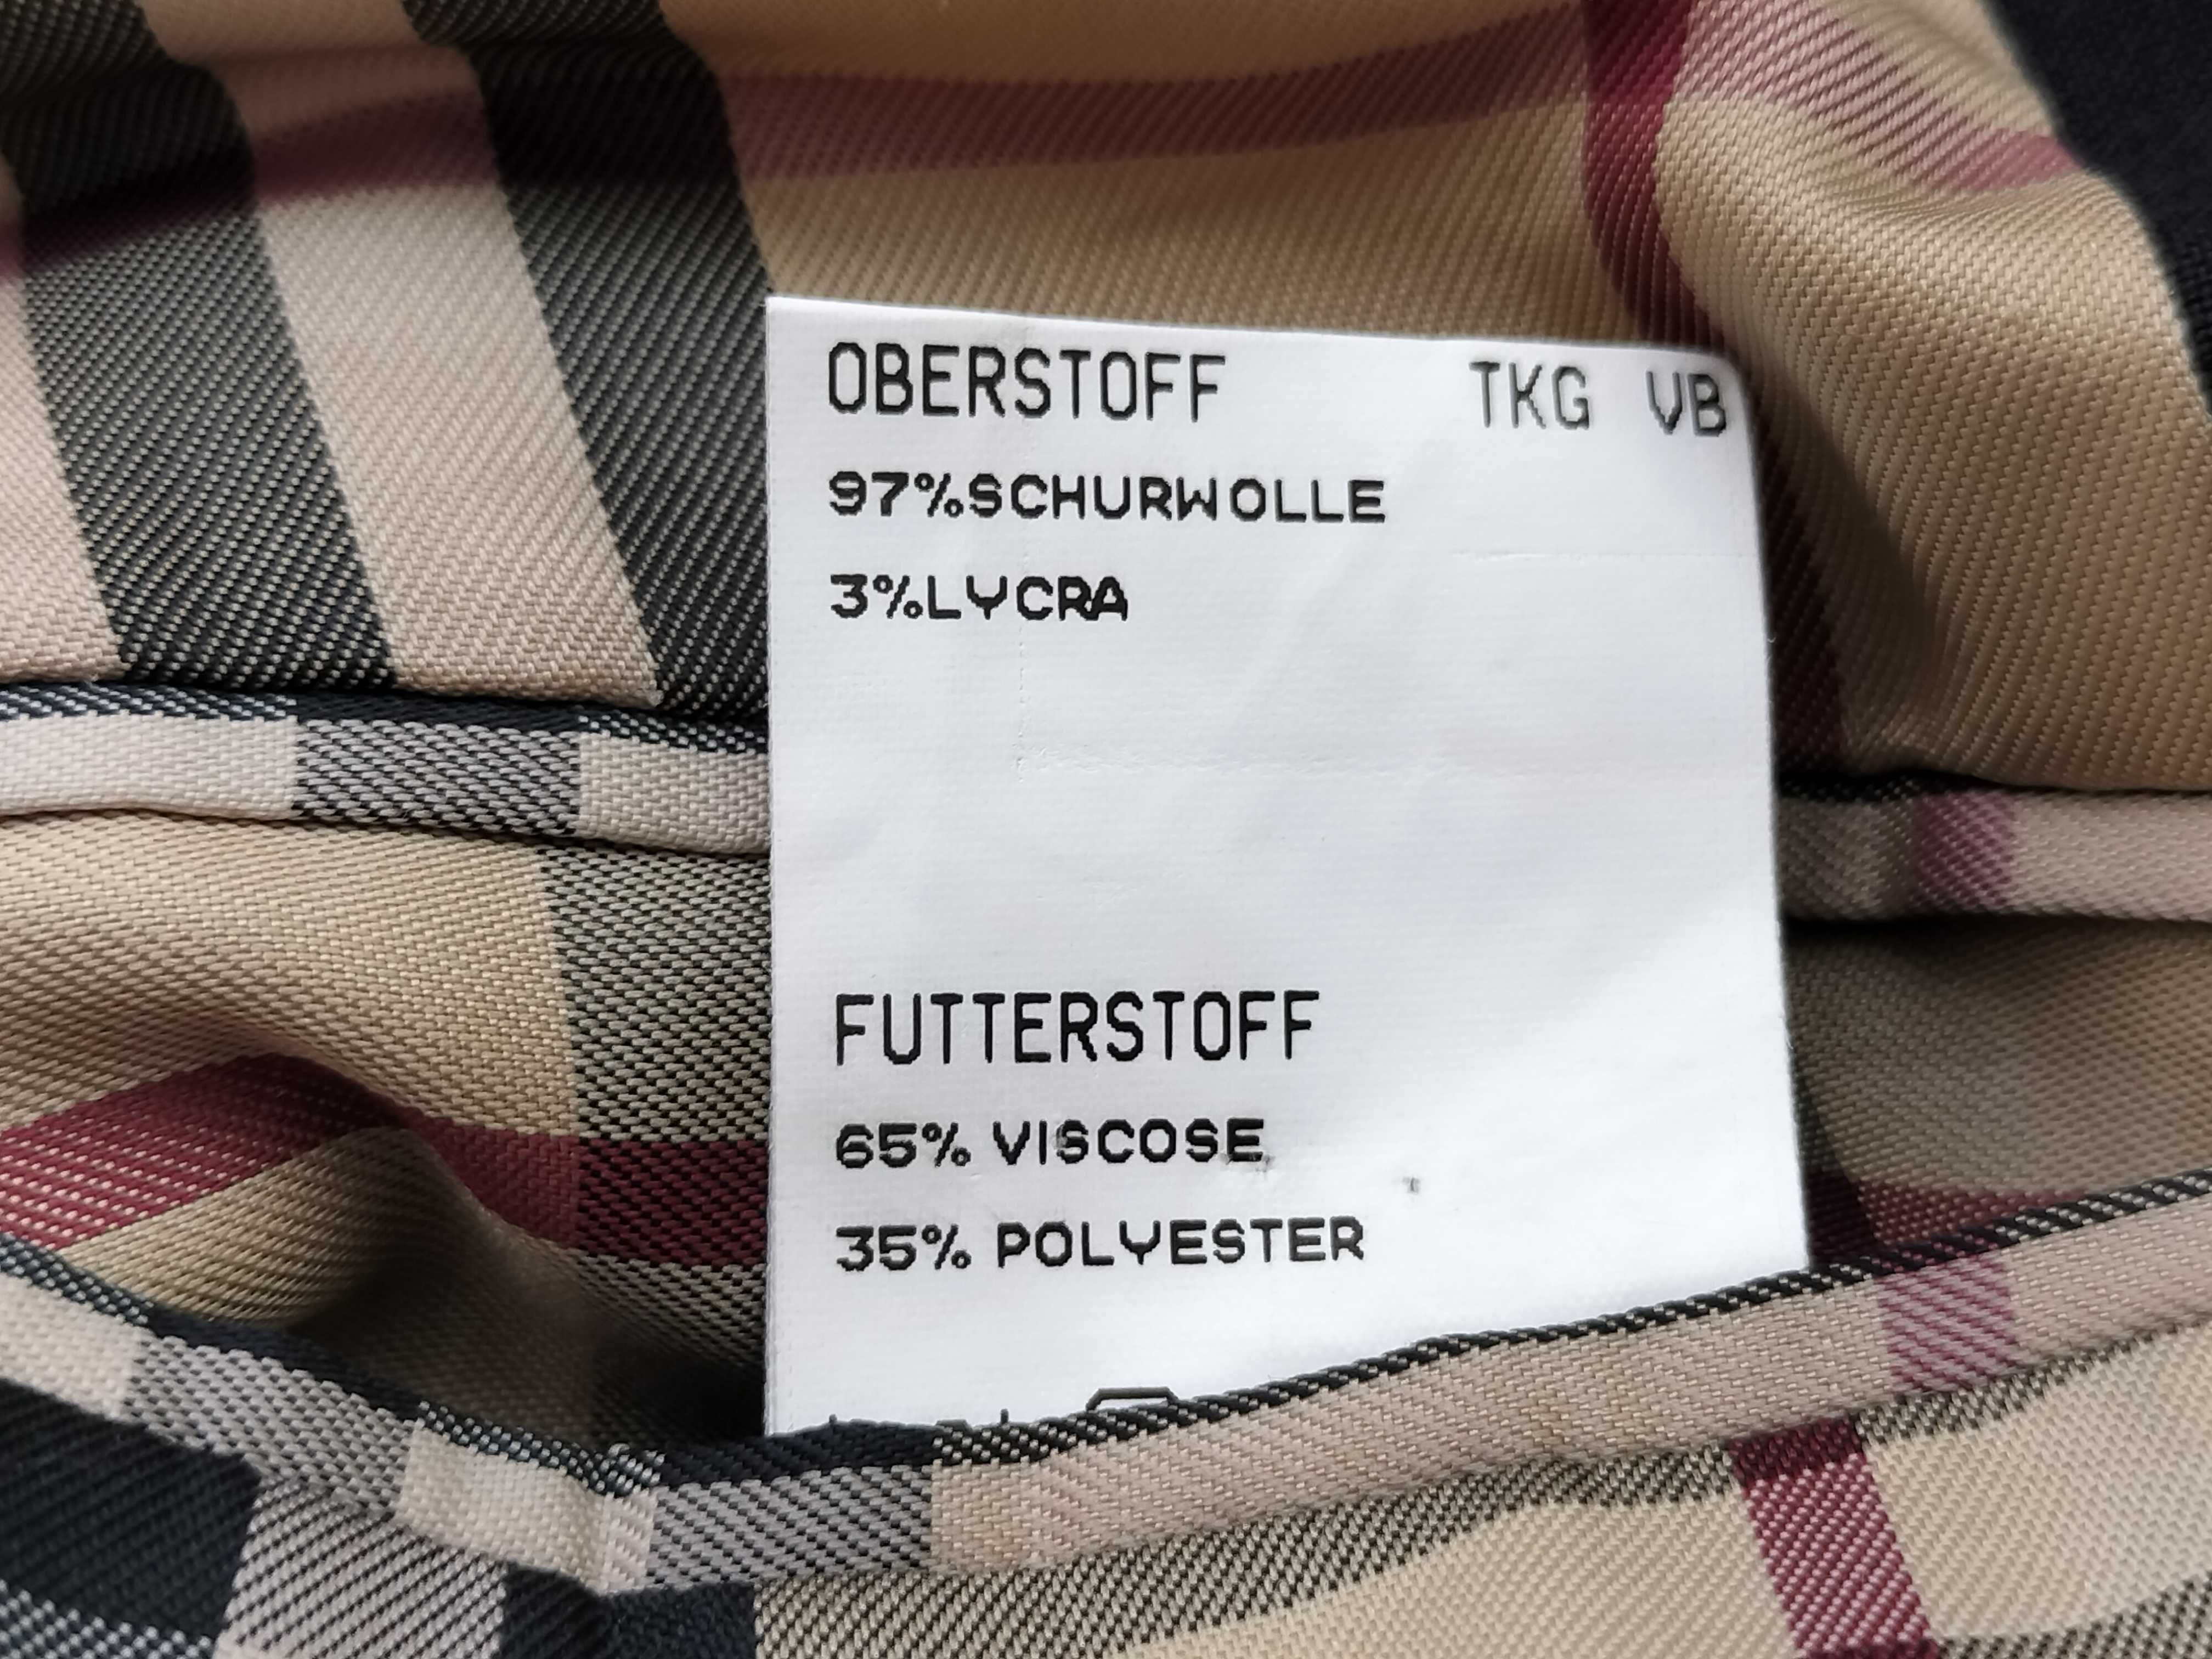 OBERSTOFF TKG VB
97%SCHURWOLLE
3%LYCRA
FUTTERSTOFF
65% VISCOSE
35% POLYESTER